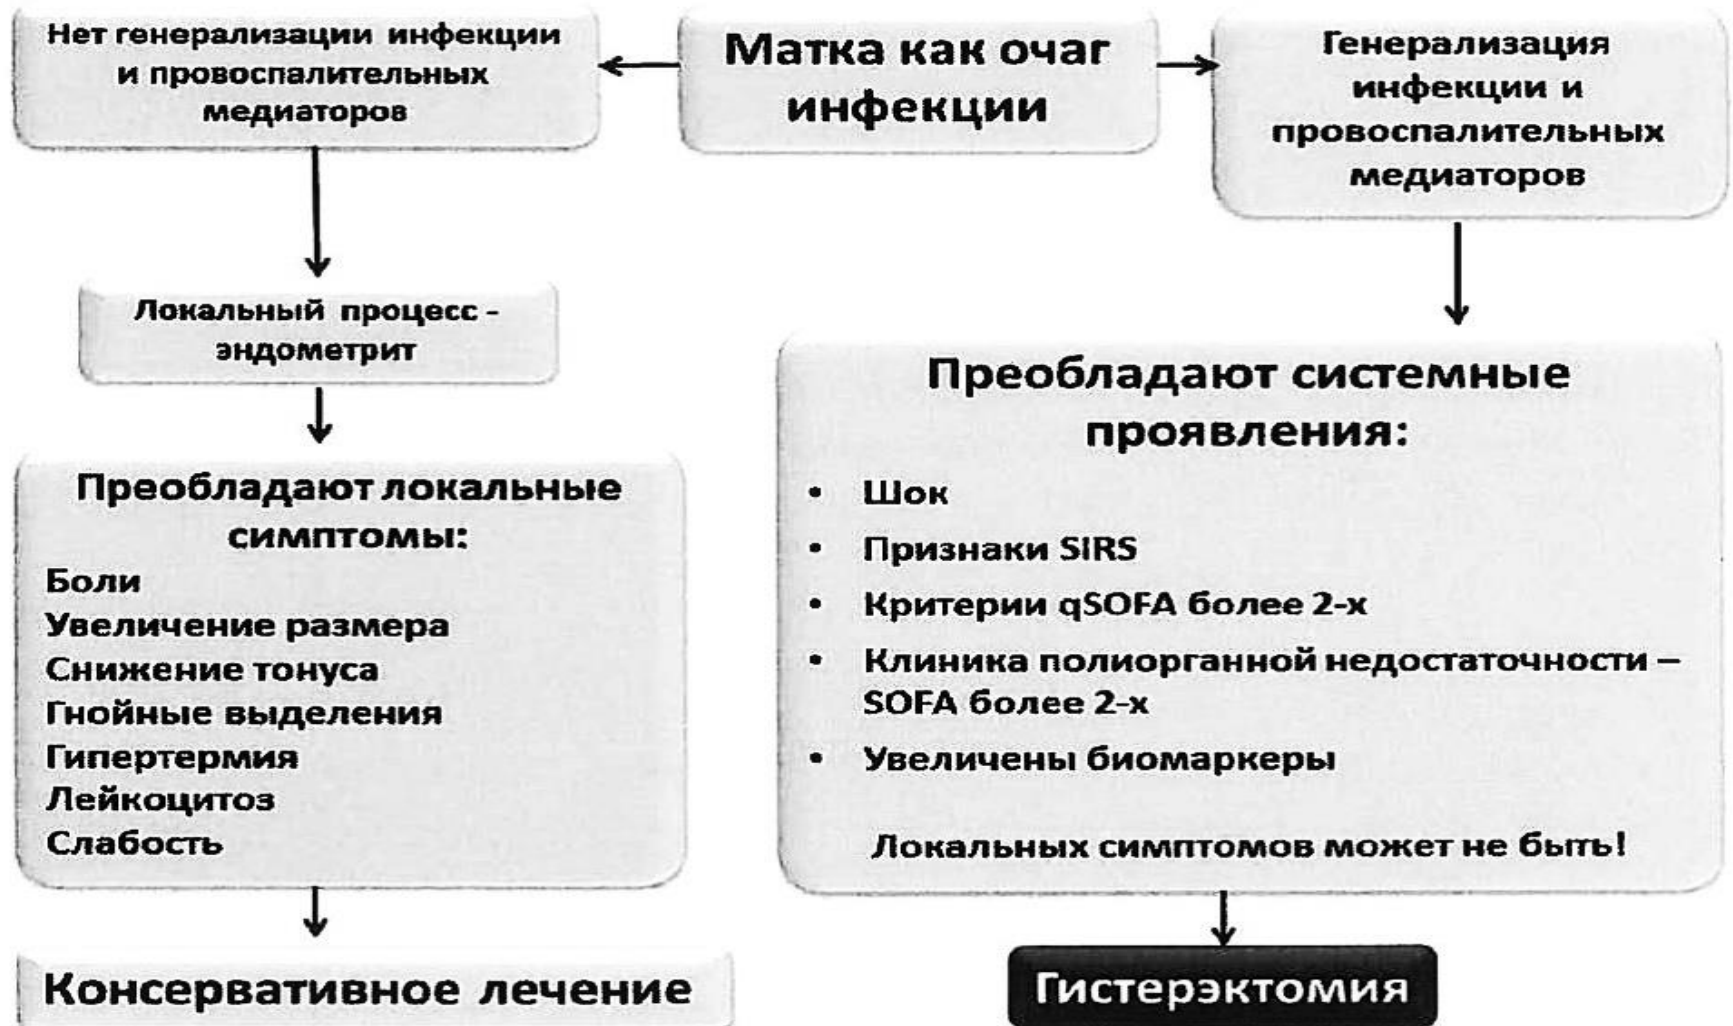 Матка как очаг
инфекции
Нет генерализации инфекции
и провоспалительных
медиаторов
Локальный процесс -
эндометрит
Преобладают локальные
симптомы:
Боли
Увеличение размера
Снижение тонуса
Гнойные выделения
Гипертермия
Лейкоцитоз
Слабость
Консервативное лечение
Генерализация
инфекции и
провоспалительных
медиаторов
Преобладают системные
проявления:
• Шок
• Признаки SIRS
• Критерии qSOFA более 2-х
• Клиника полиорганной недостаточности –
SOFA более 2-х
• Увеличены биомаркеры
Локальных симптомов может не быть!
Гистерэктомия